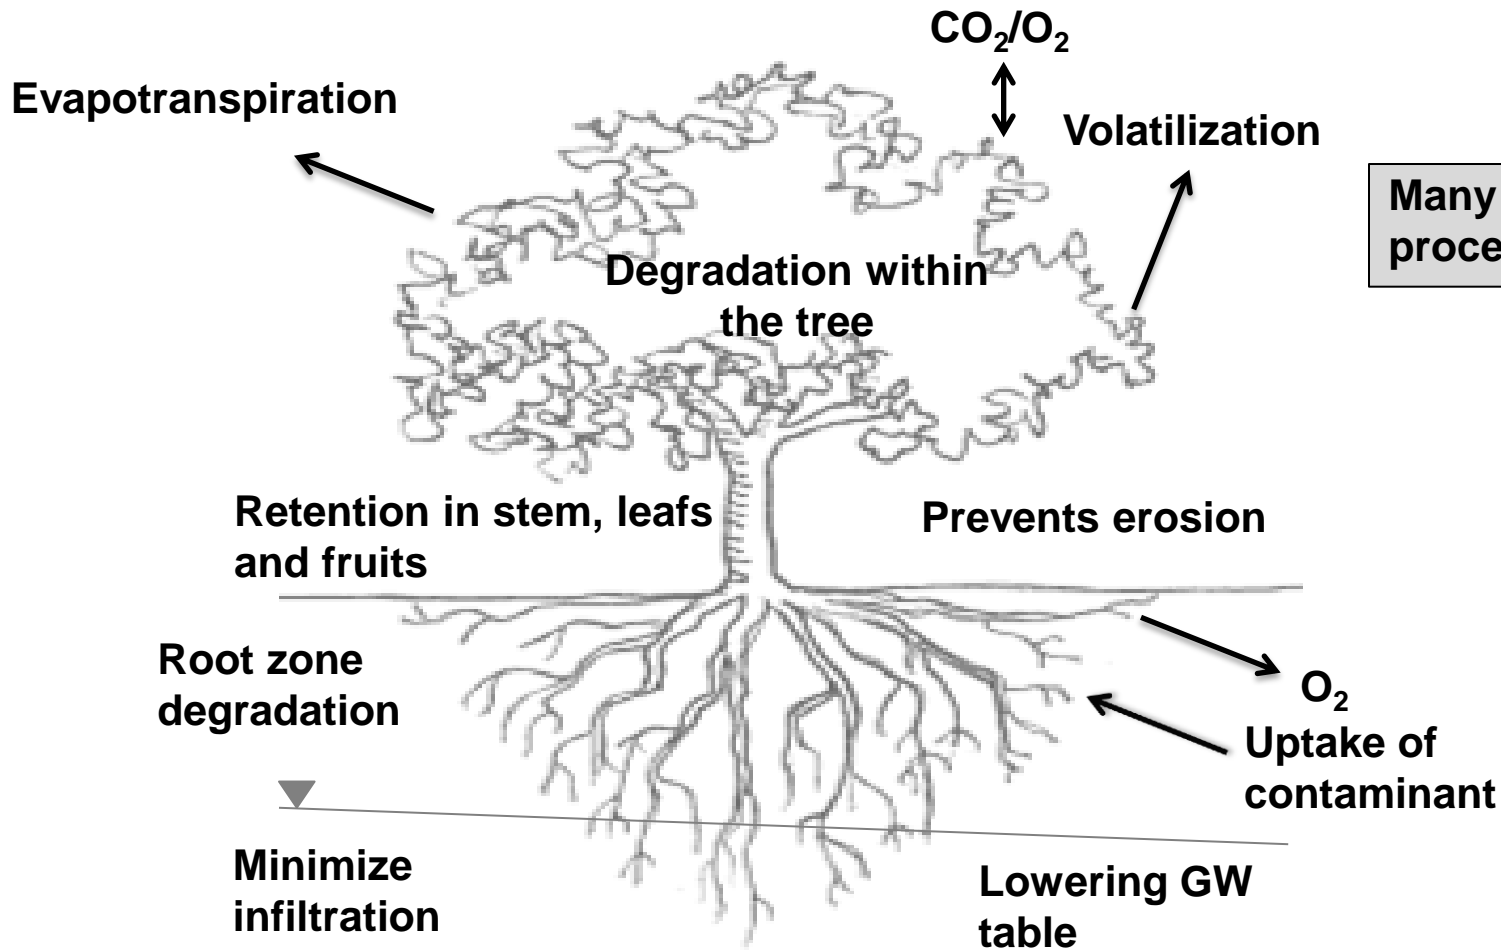 CO₂/O₂
Evapotranspiration
Volatilization
Many
Degradation within
the tree
Retention in stem, leafs
and fruits
Prevents erosion
Root zone
degradation
O₂
Uptake of
contaminant
Minimize
infiltration
Lowering GW
table